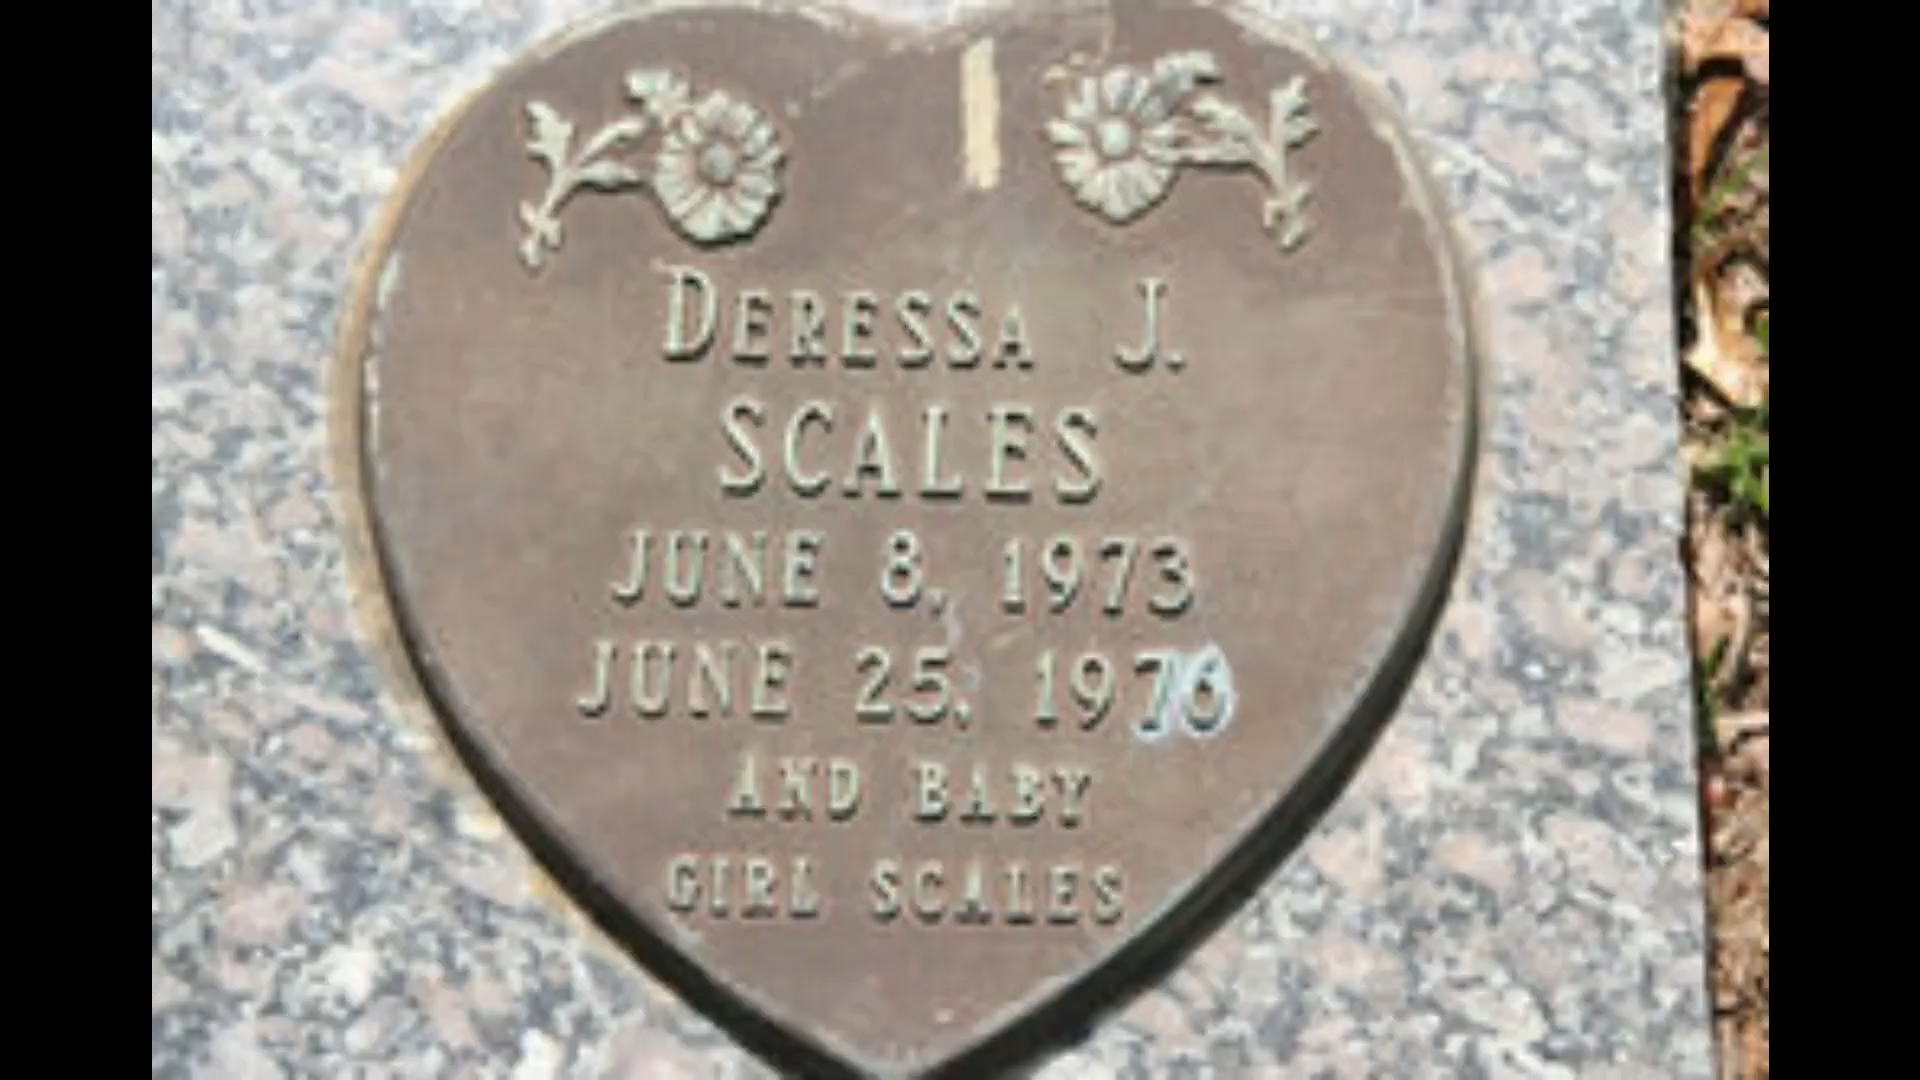 DERESSA J.
SCALES
JUNE 8, 1973
JUNE 25, 1976
AND BABY
GIRL SCALES